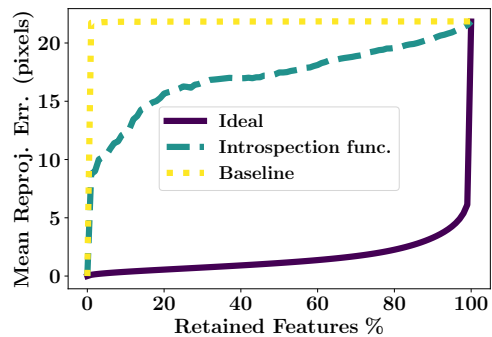 Mean Reproj. Err. (pixels)
20
15
10
5
0
Ideal
Introspection func.
Baseline
0 20 40 60 80 100
Retained Features %